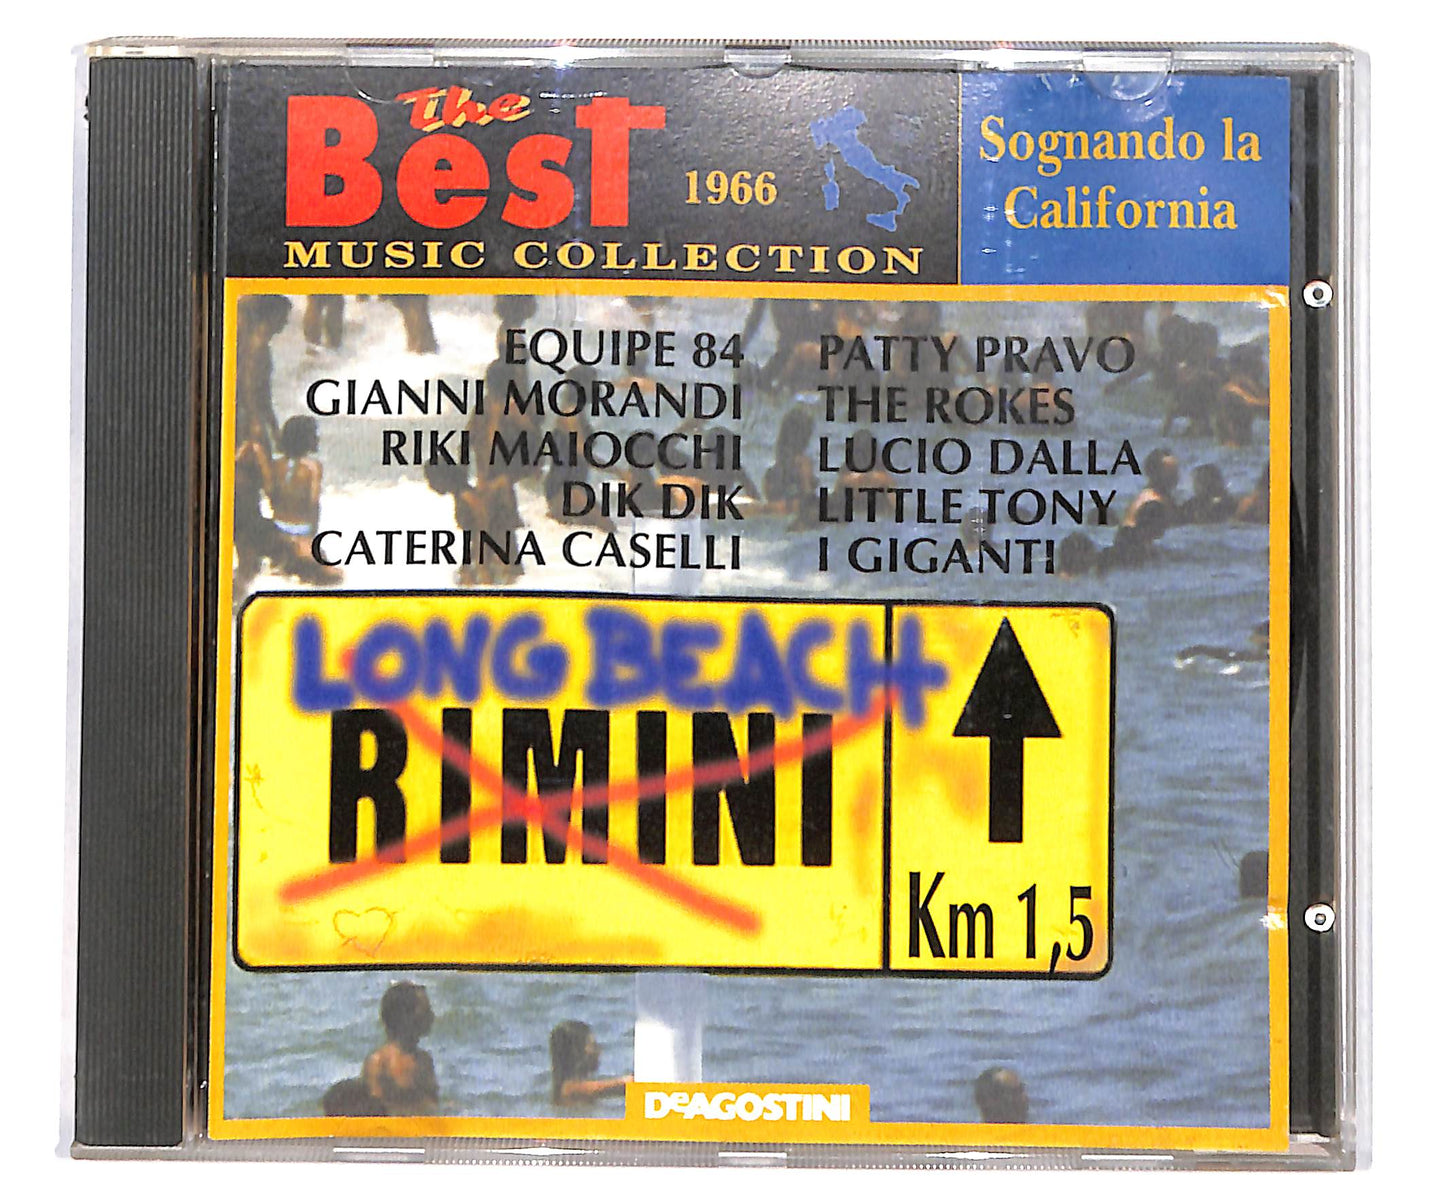 The
BesT
1966
MUSIC COLLECTION
Sognando la
California
EQUIPE 84
GIANNI MORANDI
RIKI MAIOCCHI
DIK DIK
CATERINA CASELLI
PATTY PRAVO
THE ROKES
LUCIO DALLA
LITTLE TONY
I GIGANTI
LONG BEACH
RIMINI
Km 1,5
DeAGOSTINI